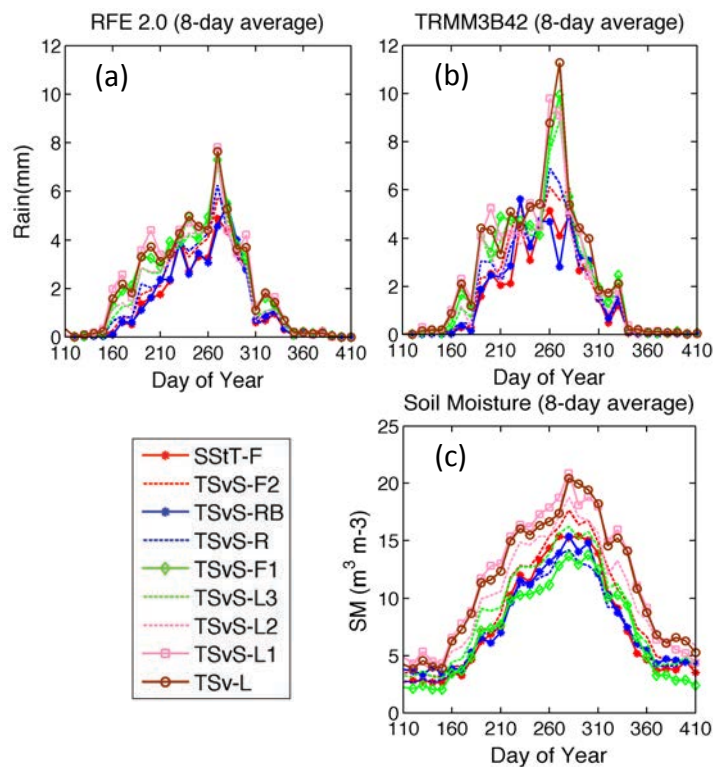 RFE 2.0 (8-day average)
(a)
12
10
8
6
4
2
0
Rain(mm)
110 160 210 260 310 360 410
Day of Year
TRMM3B42 (8-day average)
(b)
12
10
8
6
4
2
0
110 160 210 260 310 360 410
Day of Year
SStT-F
TSvS-F2
TSvS-RB
TSvS-R
TSvS-F1
TSvS-L3
TSvS-L2
TSvS-L1
TSv-L
Soil Moisture (8-day average)
(c)
25
20
15
10
5
0
SM (m³ m-3)
110 160 210 260 310 360 410
Day of Year